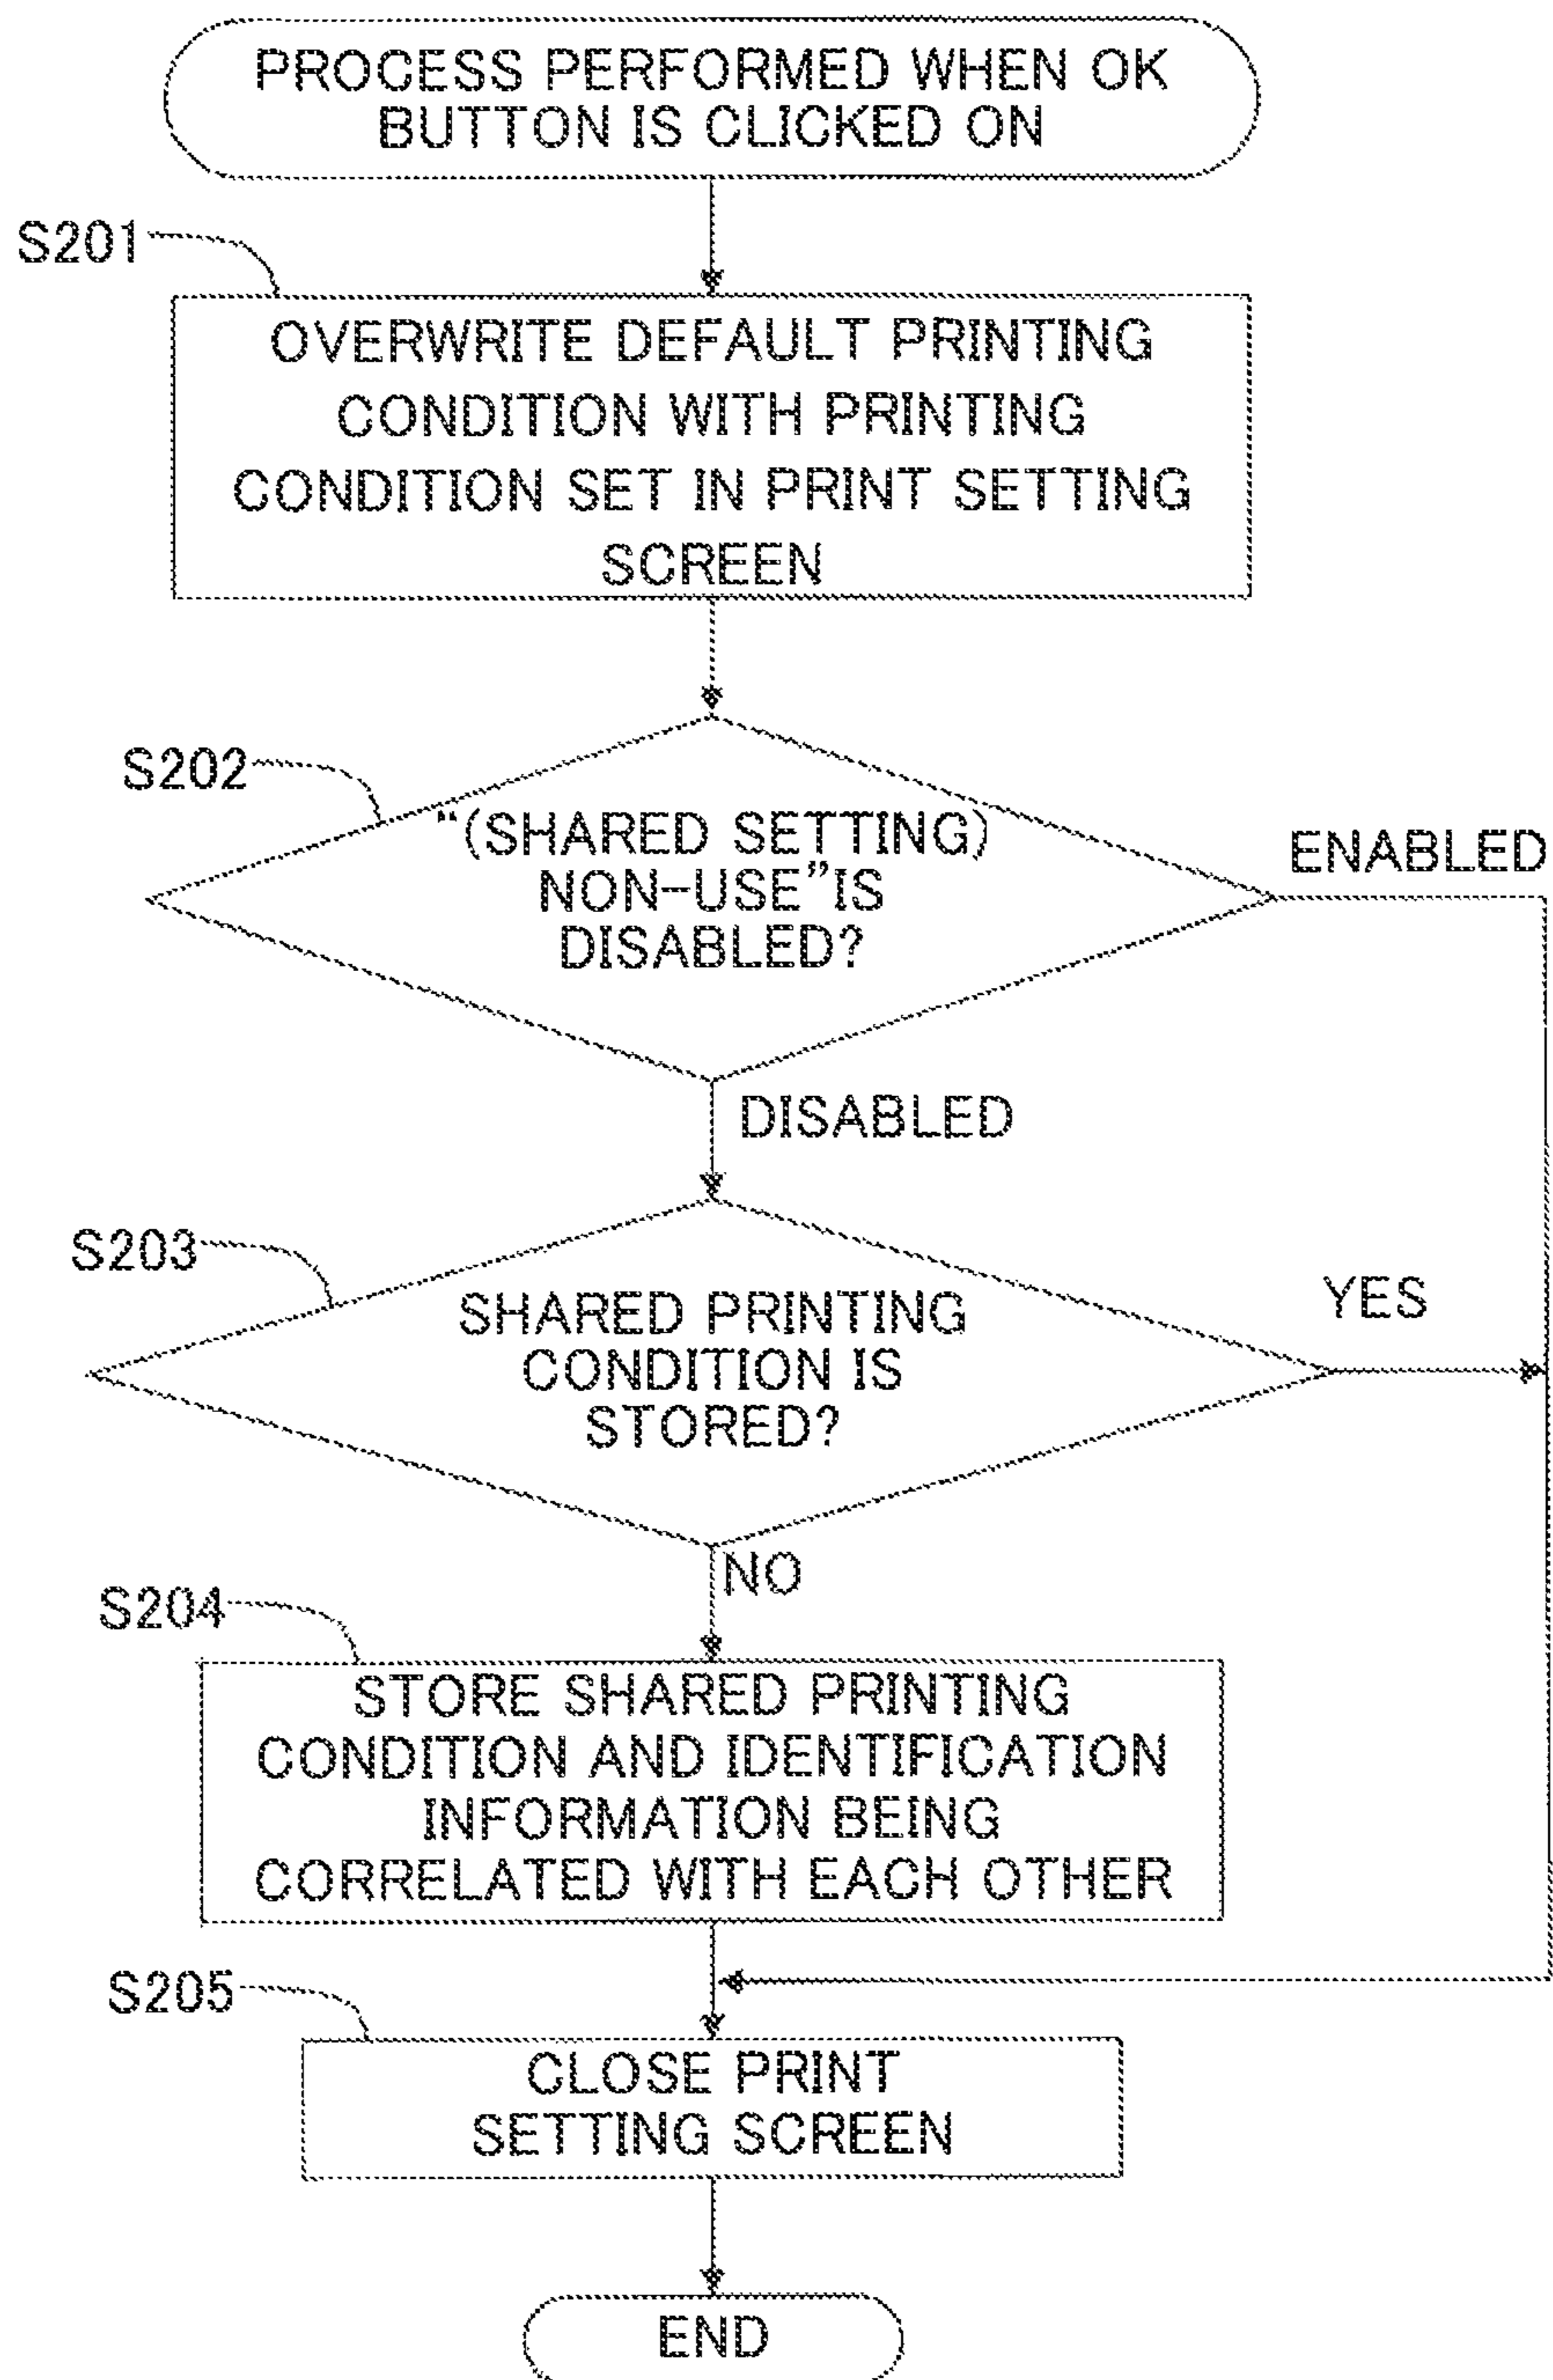 PROCESS PERFORMED WHEN OK
BUTTON IS CLICKED ON
S201
OVERWRITE DEFAULT PRINTING
CONDITION WITH PRINTING
CONDITION SET IN PRINT SETTING
SCREEN
S202
“(SHARED SETTING)
NON-USE”IS
DISABLED?
ENABLED
DISABLED
S203
SHARED PRINTING
CONDITION IS
STORED?
YES
NO
S204
STORE SHARED PRINTING
CONDITION AND IDENTIFICATION
INFORMATION BEING
CORRELATED WITH EACH OTHER
S205
CLOSE PRINT
SETTING SCREEN
END